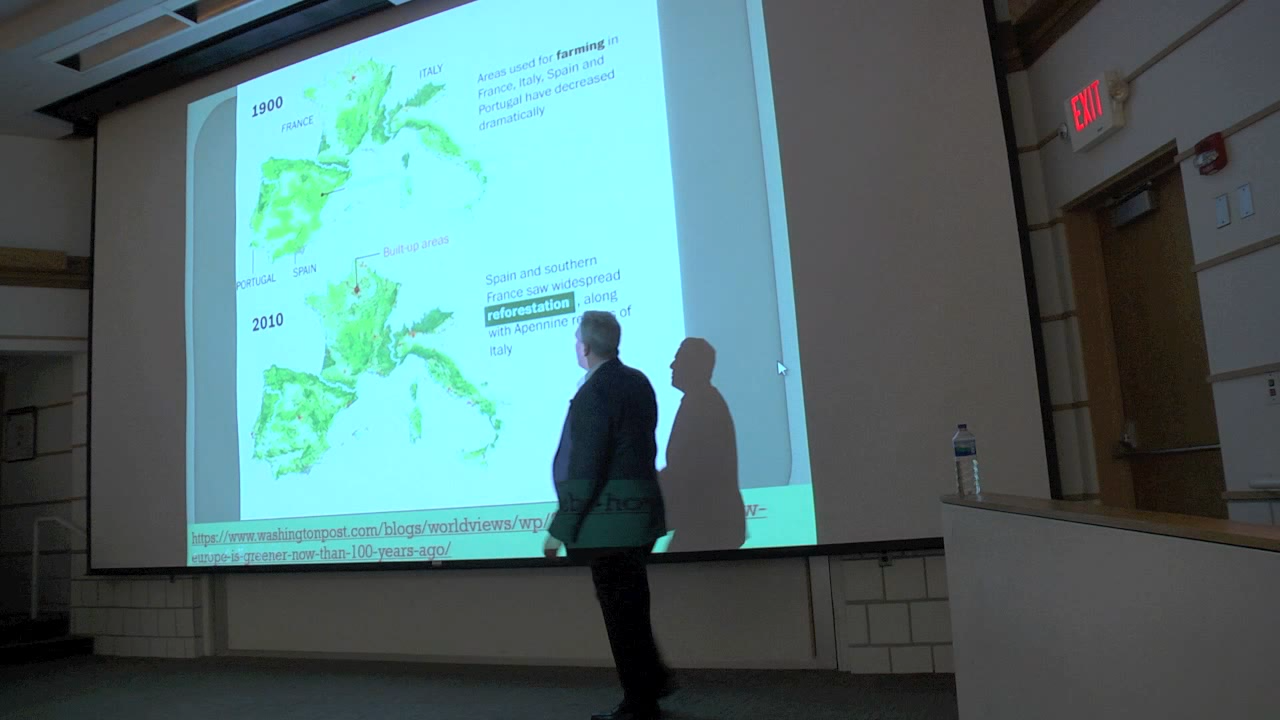 1900
FRANCE
ITALY
PORTUGAL
SPAIN
Areas used for farming in
France, Italy, Spain and
Portugal have decreased
dramatically
Built-up areas
2010
Spain and southern
France saw widespread
reforestation, along
with Apennine of
Italy
https://www.washingtonpost.com/blogs/worldviews/wp/
europe-is-greener-now-than-100-years-ago/
EXIT